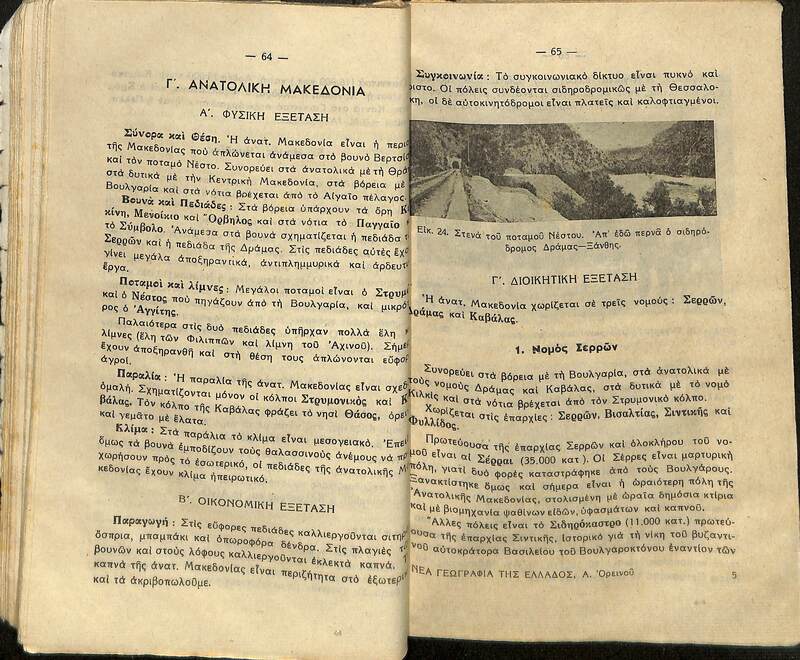 — 64 —
Γ΄. ΑΝΑΤΟΛΙΚΗ ΜΑΚΕΔΟΝΙΑ
Α΄. ΦΥΣΙΚΗ ΕΞΕΤΑΣΗ
Σύνορα καὶ Θέση. Ἡ ἀνατ. Μακεδονία εἶναι ἡ περι
τῆς Μακεδονίας ποὺ ἁπλώνεται ἀνάμεσα στὸ βουνὸ Βερτσί
καὶ τὸν ποταμὸ Νέστο. Συνορεύει στὰ ἀνατολικὰ μὲ τὴ Θρά
στὰ δυτικὰ μὲ τὴν Κεντρικὴ Μακεδονία, στὰ βόρεια μὲ
Βουλγαρία καὶ στὰ νότια βρέχεται ἀπὸ τὸ Αἰγαῖο πέλαγος.
Βουνὰ καὶ Πεδιάδες : Στὰ βόρεια ὑπάρχουν τὰ ὄρη Κ
κίνη, Μενοίκιο καὶ Ὄρβηλος καὶ στὰ νότια τὸ Παγγαῖο
τὸ Σύμβολο. Ἀνάμεσα στὰ βουνὰ σχηματίζεται ἡ πεδιάδα τ
Σερρῶν καὶ ἡ πεδιάδα τῆς Δράμας. Στὶς πεδιάδες αὐτὲς ἔχο
γίνει μεγάλα ἀποξηραντικά, ἀντιπλημμυρικὰ καὶ ἀρδευτ
ἔργα.
Ποταμοὶ καὶ λίμνες : Μεγάλοι ποταμοὶ εἶναι ὁ Στρυμ
καὶ ὁ Νέστος ποὺ πηγάζουν ἀπὸ τὴ Βουλγαρία, καὶ μικρό
ρος ὁ Ἀγγίτης.
Παλαιότερα στὶς δυὸ πεδιάδες ὑπῆρχαν πολλὰ ἕλη
λίμνες (ἕλη τῶν Φιλιππῶν καὶ λίμνη τοῦ Ἀχινοῦ). Σήμε
ἔχουν ἀποξηρανθῆ καὶ στὴ θέση τους ἁπλώνονται εὔφορ
ἀγροί.
Παραλία : Ἡ παραλία τῆς ἀνατ. Μακεδονίας εἶναι σχεδ
ὁμαλή. Σχηματίζονται μόνον οἱ κόλποι Στρυμονικὸς καὶ Κ
βάλας. Τὸν κόλπο τῆς Καβάλας φράζει τὸ νησὶ Θάσος, ὀρει
καὶ γεμᾶτο μὲ ἔλατα.
Κλίμα : Στὰ παράλια τὸ κλίμα εἶναι μεσογειακό. Ἐπει
ὅμως τὰ βουνὰ ἐμποδίζουν τοὺς θαλασσινοὺς ἀνέμους νὰ πρ
χωρήσουν πρὸς τὸ ἐσωτερικό, οἱ πεδιάδες τῆς ἀνατολικῆς Μ
κεδονίας ἔχουν κλίμα ἠπειρωτικό.
Β΄. ΟΙΚΟΝΟΜΙΚΗ ΕΞΕΤΑΣΗ
Παραγωγή : Στὶς εὔφορες πεδιάδες καλλιεργοῦνται σιτηρ
ὄσπρια, μπαμπάκι καὶ ὀπωροφόρα δένδρα. Στὶς πλαγιὲς τ
βουνῶν καὶ στοὺς λόφους καλλιεργοῦνται ἐκλεκτὰ καπνά.
καπνὰ τῆς ἀνατ. Μακεδονίας εἶναι περιζήτητα στὸ ἐξωτερι
καὶ τὰ ἀκριβοπωλοῦμε.
— 65 —
Συγκοινωνία : Τὸ συγκοινωνιακὸ δίκτυο εἶναι πυκνὸ καὶ
ριστο. Οἱ πόλεις συνδέονται σιδηροδρομικῶς μὲ τὴ Θεσσαλο-
κη, οἱ δὲ αὐτοκινητόδρομοι εἶναι πλατεῖς καὶ καλοφτιαγμένοι.
Εἰκ. 24. Στενὰ τοῦ ποταμοῦ Νέστου. Ἀπ᾽ ἐδῶ περνᾶ ὁ σιδηρό-
δρομος Δράμας—Ξάνθης.
Γ΄. ΔΙΟΙΚΗΤΙΚΗ ΕΞΕΤΑΣΗ
Ἡ ἀνατ. Μακεδονία χωρίζεται σὲ τρεῖς νομούς : Σερρῶν,
Δράμας καὶ Καβάλας.
1. Νομὸς Σερρῶν
Συνορεύει στὰ βόρεια μὲ τὴ Βουλγαρία, στὰ ἀνατολικὰ μὲ
τοὺς νομοὺς Δράμας καὶ Καβάλας, στὰ δυτικὰ μὲ τὸ νομὸ
Κιλκὶς καὶ στὰ νότια βρέχεται ἀπὸ τὸν Στρυμονικὸ κόλπο.
Χωρίζεται στὶς ἐπαρχίες : Σερρῶν, Βισαλτίας, Σιντικῆς καὶ
Φυλλίδος.
Πρωτεύουσα τῆς ἐπαρχίας Σερρῶν καὶ ὁλοκλήρου τοῦ νο-
μοῦ εἶναι αἱ Σέρραι (35.000 κατ.). Οἱ Σέρρες εἶναι μαρτυρικὴ
πόλη, γιατὶ δυὸ φορὲς καταστράφηκε ἀπὸ τοὺς Βουλγάρους.
Ξανακτίστηκε ὅμως καὶ σήμερα εἶναι ἡ ὡραιότερη πόλη τῆς
Ἀνατολικῆς Μακεδονίας, στολισμένη μὲ ὡραῖα δημόσια κτίρια
καὶ μὲ βιομηχανία ψαθίνων εἰδῶν, ὑφασμάτων καὶ καπνοῦ.
Ἄλλες πόλεις εἶναι τὸ Σιδηρόκαστρο (11.000 κατ.) πρωτεύ-
ουσα τῆς ἐπαρχίας Σιντικῆς, ἱστορικὸ γιὰ τὴ νίκη τοῦ βυζαντι-
νοῦ αὐτοκράτορα Βασιλείου τοῦ Βουλγαροκτόνου ἐναντίον τῶν
ΝΕΑ ΓΕΩΓΡΑΦΙΑ ΤΗΣ ΕΛΛΑΔΟΣ, Α. Ὀρεινοῦ 5